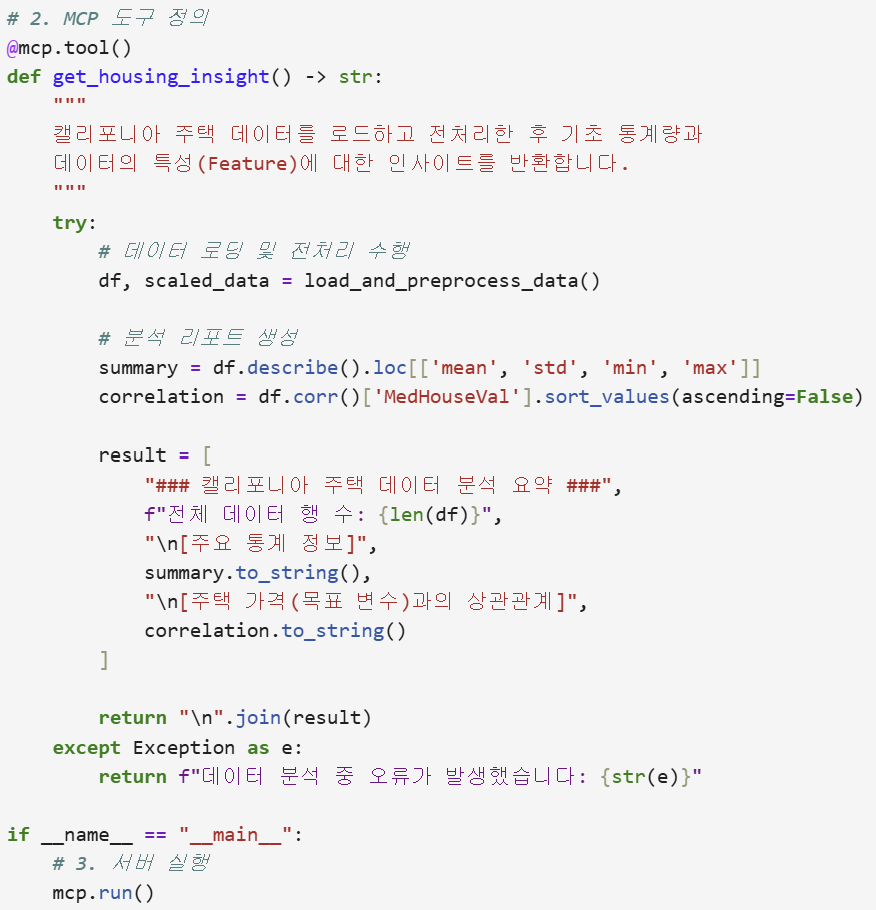 # 2. MCP 도구 정의
@mcp.tool()
def get_housing_insight() -> str:
    """
    캘리포니아 주택 데이터를 로드하고 전처리한 후 기초 통계량과
    데이터의 특성(Feature)에 대한 인사이트를 반환합니다.
    """
    try:
        # 데이터 로딩 및 전처리 수행
        df, scaled_data = load_and_preprocess_data()

        # 분석 리포트 생성
        summary = df.describe().loc[['mean', 'std', 'min', 'max']]
        correlation = df.corr()['MedHouseVal'].sort_values(ascending=False)

        result = [
            "### 캘리포니아 주택 데이터 분석 요약 ###",
            f"전체 데이터 행 수: {len(df)}",
            "\n[주요 통계 정보]",
            summary.to_string(),
            "\n[주택 가격(목표 변수)과의 상관관계]",
            correlation.to_string()
        ]

        return "\n".join(result)
    except Exception as e:
        return f"데이터 분석 중 오류가 발생했습니다: {str(e)}"

if __name__ == "__main__":
    # 3. 서버 실행
    mcp.run()